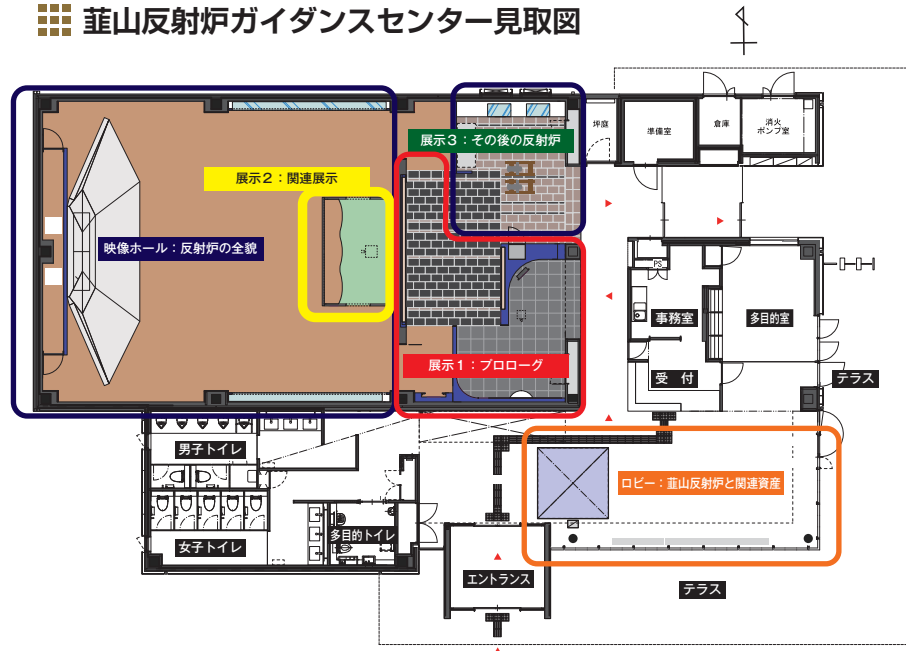 韮山反射炉ガイダンスセンター見取図
坪庭
準備室
倉庫
消火
ポンプ室
展示3：その後の反射炉
展示2：関連展示
映像ホール：反射炉の全貌
PS
事務室
多目的室
展示1：プロローグ
受　付
テラス
男子トイレ
ロビー：韮山反射炉と関連資産
多目的トイレ
女子トイレ
エントランス
テラス